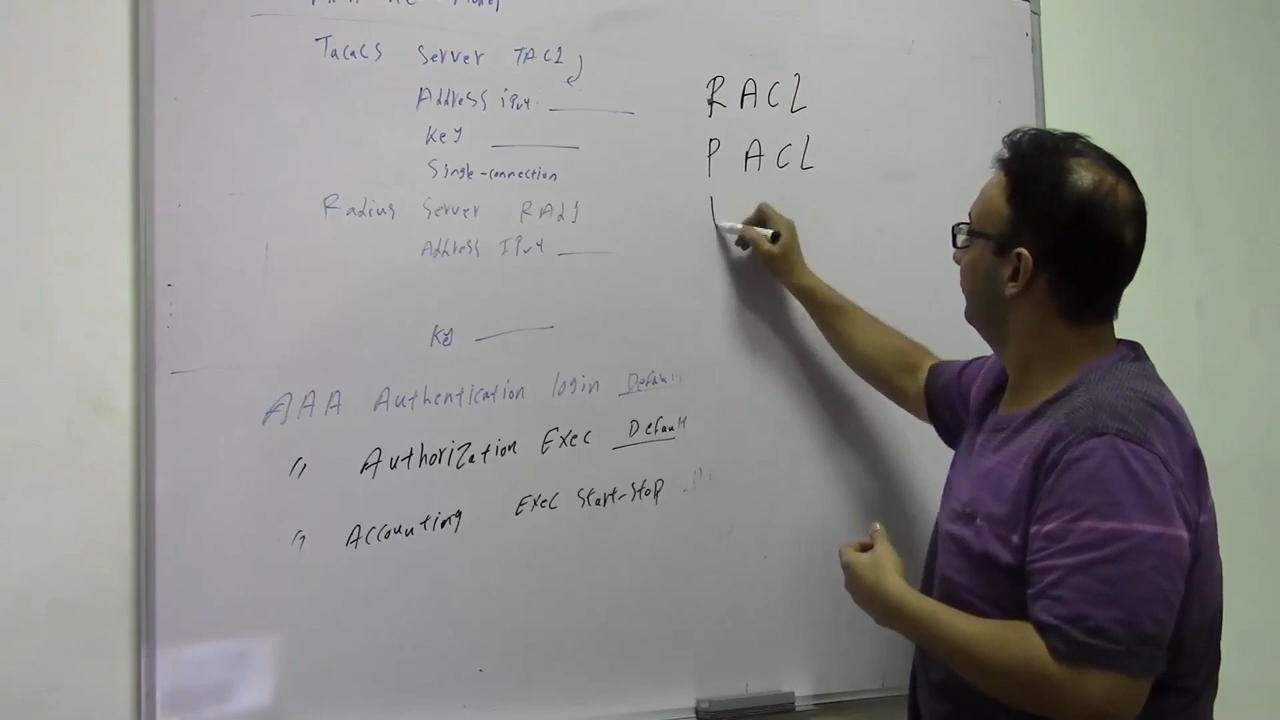 Tacacs Server TAC1
Address ipv4
Key
Single-connection
Radius Server RAD1
Address IPv4
Key
AAA Authentication login Default
" Authorization Exec Default
" Accounting Exec Start-Stop
RACL
PACL